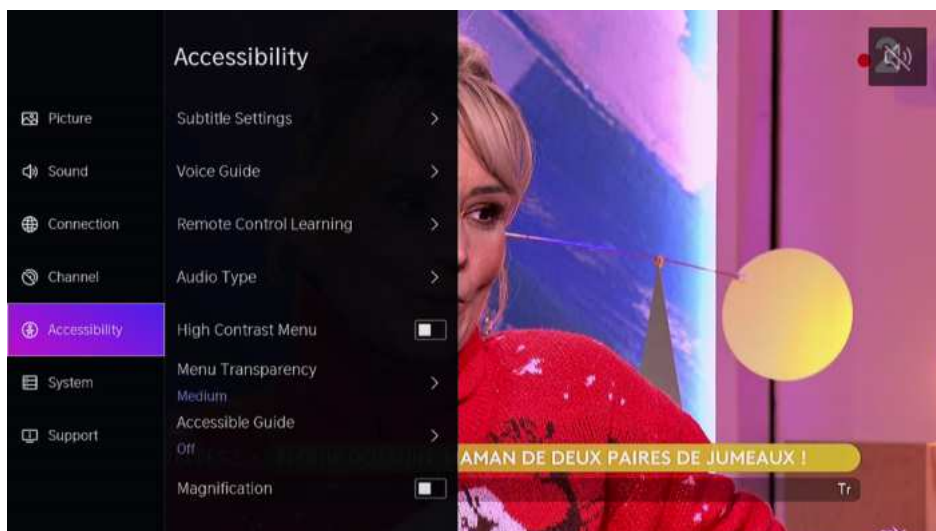 Accessibility
Picture
Sound
Connection
Channel
Accessibility
System
Support
Subtitle Settings
Voice Guide
Remote Control Learning
Audio Type
High Contrast Menu
Menu Transparency
Medium
Accessible Guide
Off
Magnification
2
AMAN DE DEUX PAIRES DE JUMEAUX !
Tr